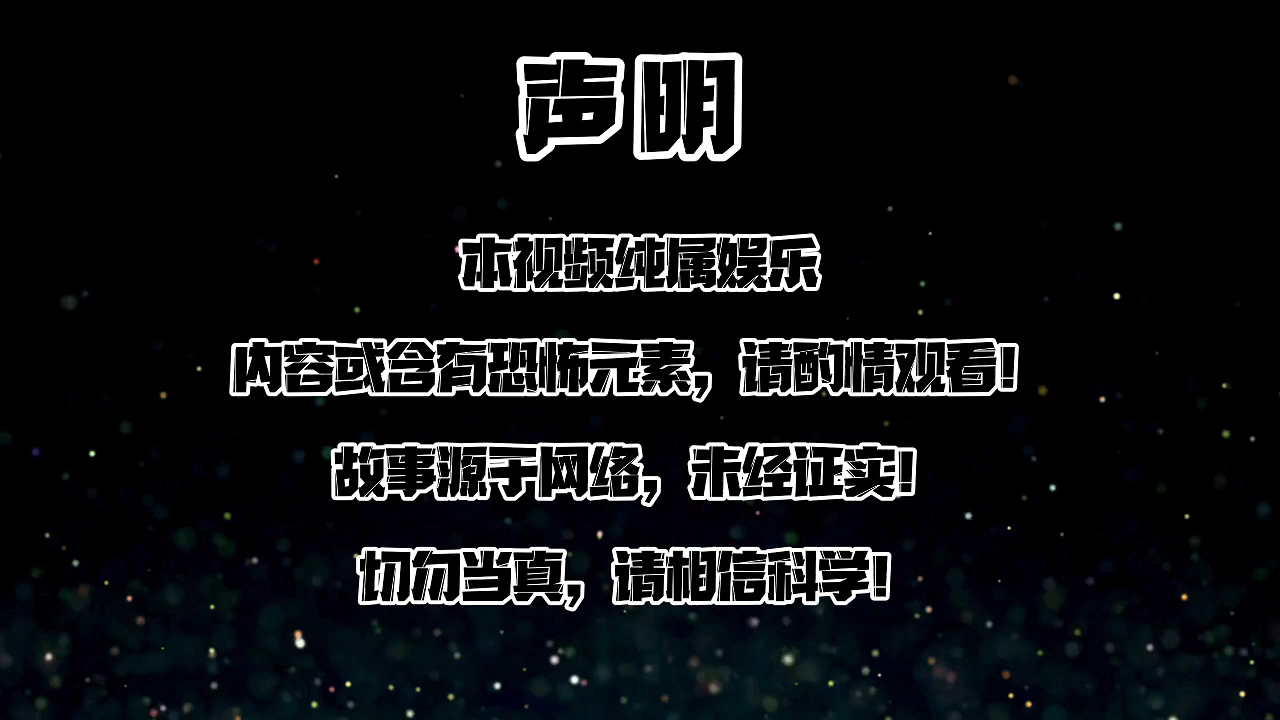 声明
本视频纯属娱乐
内容或含有恐怖元素，请酌情观看！
故事源于网络，未经证实！
切勿当真，请相信科学！